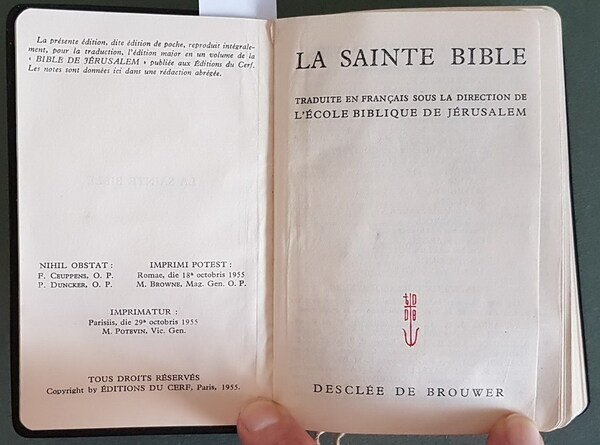 La présente édition, dite édition de poche, reproduit intégrale-
ment, pour la traduction, l'édition major en un volume de la
« BIBLE DE JÉRUSALEM » publiée aux Éditions du Cerf.
Les notes sont données ici dans une rédaction abrégée.
NIHIL OBSTAT :
F. Ceuppens, O. P.
P. Duncker, O. P.
IMPRIMI POTEST :
Romae, die 18ª octobris 1955
M. Browne, Mag. Gen. O. P.
IMPRIMATUR :
Parisiis, die 29ª octobris 1955
M. Potevin, Vic. Gen.
TOUS DROITS RÉSERVÉS
Copyright by ÉDITIONS DU CERF, Paris, 1955.
LA SAINTE BIBLE
TRADUITE EN FRANÇAIS SOUS LA DIRECTION DE
L'ÉCOLE BIBLIQUE DE JÉRUSALEM
DDB
DESCLÉE DE BROUWER